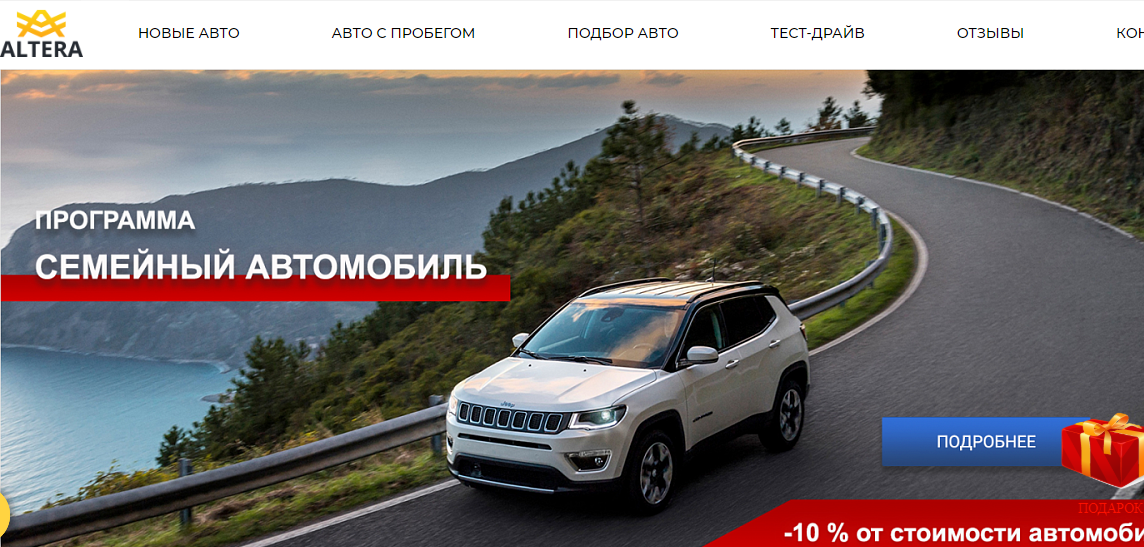 ALTERA
НОВЫЕ АВТО
АВТО С ПРОБЕГОМ
ПОДБОР АВТО
ТЕСТ-ДРАЙВ
ОТЗЫВЫ
КОН
ПРОГРАММА
СЕМЕЙНЫЙ АВТОМОБИЛЬ
Jeep
ПОДРОБНЕЕ
ПОДАРОК
-10 % от стоимости автомоби